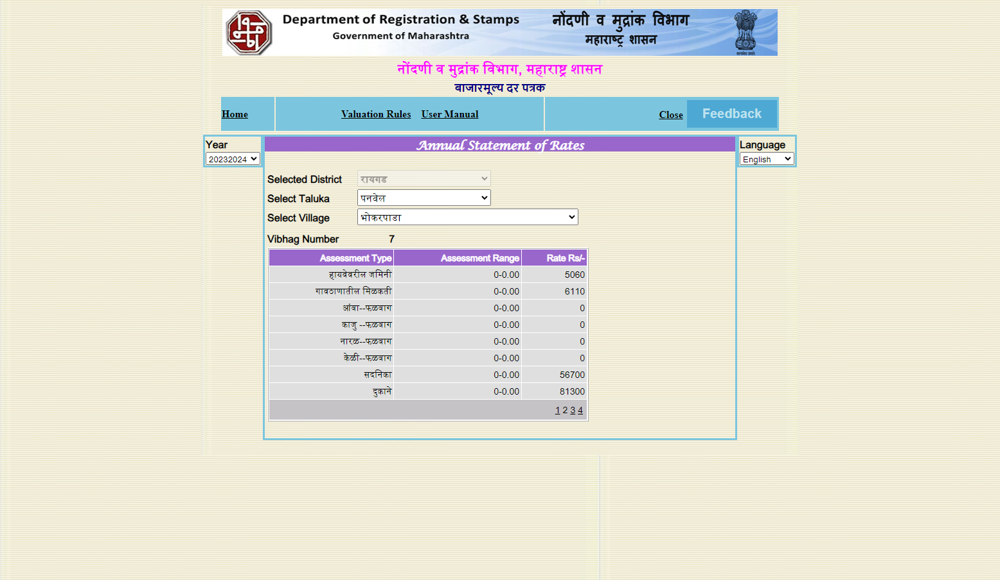 Department of Registration & Stamps
Government of Maharashtra
नोंदणी व मुद्रांक विभाग
महाराष्ट्र शासन
सत्यमेव जयते
नोंदणी व मुद्रांक विभाग, महाराष्ट्र शासन
बाजारमूल्य दर पत्रक
Home Valuation Rules User Manual Close Feedback
Year
20232024
Annual Statement of Rates
Language
English
Selected District रायगड
Select Taluka पनवेल
Select Village भोकरपाडा
Vibhag Number 7
Assessment Type Assessment Range Rate Rs/-
हायवेवरील जमिनी 0-0.00 5060
गावठाणातील मिळकती 0-0.00 6110
आंबा--फळबाग 0-0.00 0
काजु --फळबाग 0-0.00 0
नारळ--फळबाग 0-0.00 0
केळी--फळबाग 0-0.00 0
सदनिका 0-0.00 56700
दुकाने 0-0.00 81300
1 2 3 4